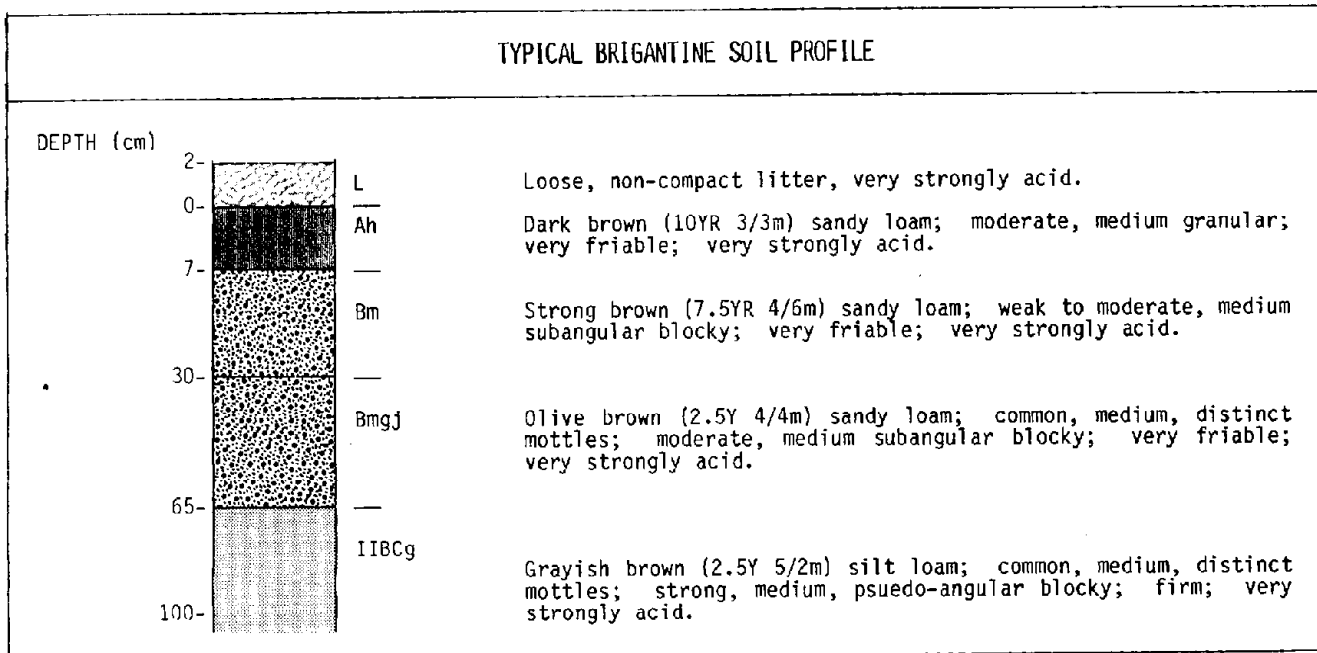 TYPICAL BRIGANTINE SOIL PROFILE
DEPTH (cm)
2-
L
Loose, non-compact litter, very strongly acid.
0-
Ah
Dark brown (10YR 3/3m) sandy loam; moderate, medium granular;
very friable; very strongly acid.
7-
Bm
Strong brown (7.5YR 4/6m) sandy loam; weak to moderate, medium
subangular blocky; very friable; very strongly acid.
30-
Bmgj
Olive brown (2.5Y 4/4m) sandy loam; common, medium, distinct
mottles; moderate, medium subangular blocky; very friable;
very strongly acid.
65-
IIBCg
Grayish brown (2.5Y 5/2m) silt loam; common, medium, distinct
mottles; strong, medium, psuedo-angular blocky; firm; very
strongly acid.
100-